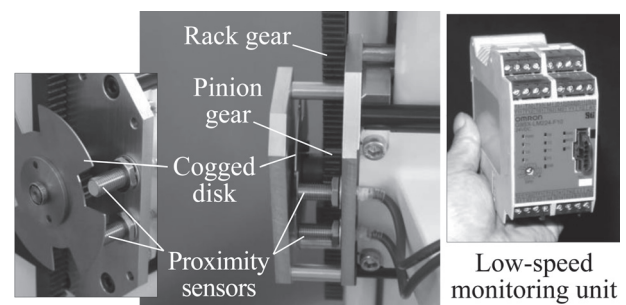 Rack gear
Pinion
gear
Cogged
disk
Proximity
sensors
omron
Low-speed
monitoring unit